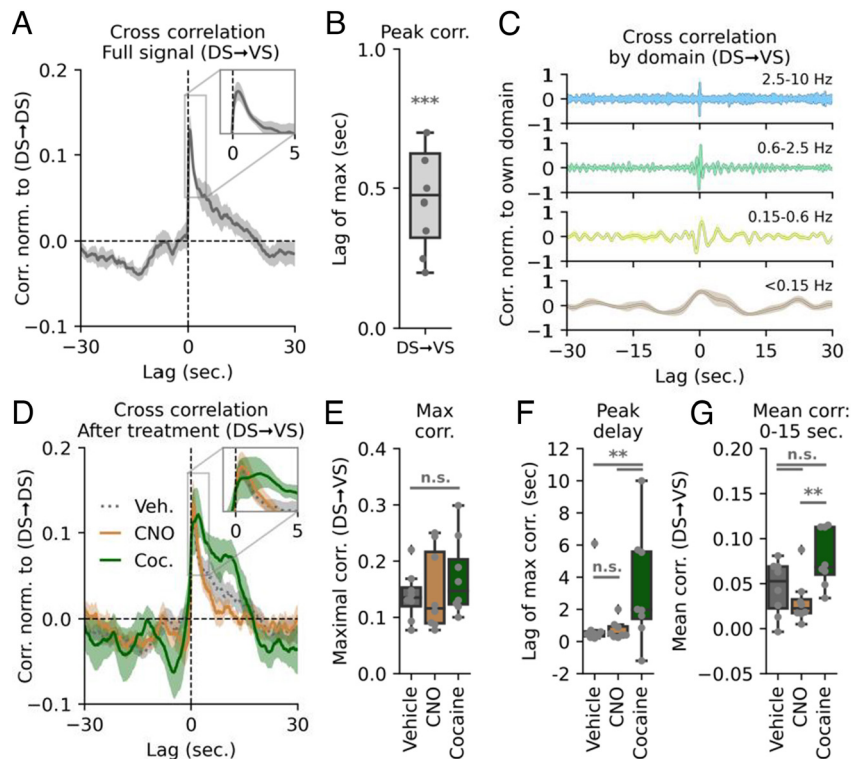 A
Cross correlation
Full signal (DS→VS)
Corr. norm. to (DS→DS)
0.2
0.1
0.0
−0.1
−30
0
30
Lag (sec.)
0
5
B
Peak corr.
Lag of max (sec)
1.0
0.5
0.0
***
DS→VS
C
Cross correlation
by domain (DS→VS)
Corr. norm. to own domain
2.5-10 Hz
1
0
−1
0.6-2.5 Hz
1
0
−1
0.15-0.6 Hz
1
0
−1
<0.15 Hz
1
0
−1
−30
−15
0
15
30
Lag (sec.)
D
Cross correlation
After treatment (DS→VS)
Corr. norm. to (DS→DS)
0.2
0.1
0.0
−0.1
Veh.
CNO
Coc.
0
5
−30
0
30
Lag (sec.)
E
Max
corr.
Maximal corr. (DS→VS)
0.4
0.3
0.2
0.1
0.0
n.s.
Vehicle
CNO
Cocaine
F
Peak
delay
Lag of max corr. (sec)
12
10
8
6
4
2
0
−2
**
n.s.
Vehicle
CNO
Cocaine
G
Mean corr:
0-15 sec.
Mean corr. (DS→VS)
0.20
0.15
0.10
0.05
0.00
−0.05
n.s.
**
Vehicle
CNO
Cocaine